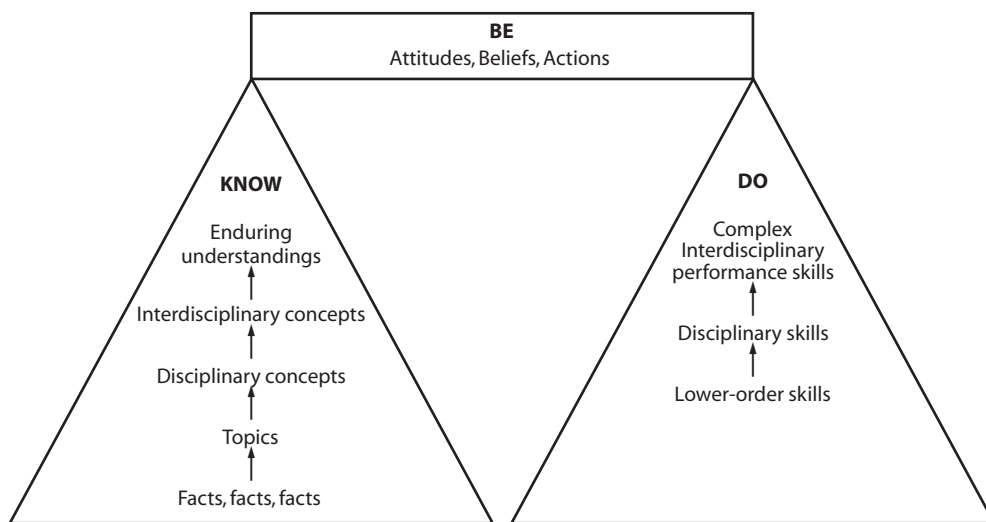 BE
Attitudes, Beliefs, Actions
KNOW
Enduring
understandings
Interdisciplinary concepts
Disciplinary concepts
Topics
Facts, facts, facts
DO
Complex
Interdisciplinary
performance skills
Disciplinary skills
Lower-order skills